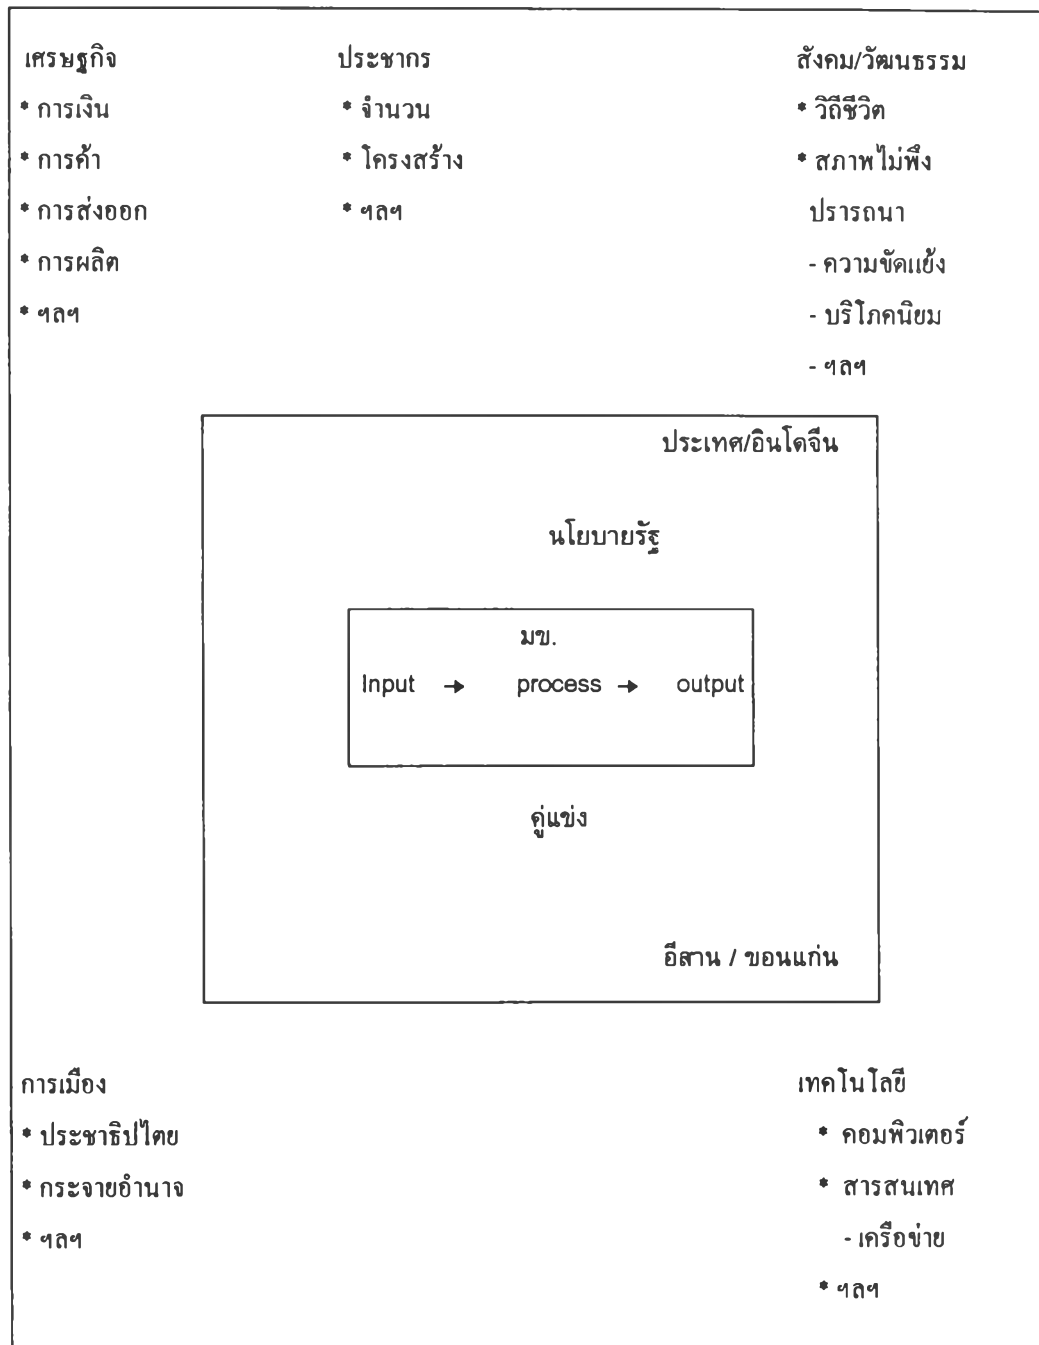 เศรษฐกิจ
* การเงิน
* การค้า
* การส่งออก
* การผลิต
* ฯลฯ
ประชากร
* จำนวน
* โครงสร้าง
* ฯลฯ
สังคม/วัฒนธรรม
* วิถีชีวิต
* สภาพไม่พึง
ปรารถนา
- ความขัดแย้ง
- บริโภคนิยม
- ฯลฯ
ประเทศ/อินโดจีน
นโยบายรัฐ
มข.
Input → process → output
คู่แข่ง
อีสาน / ขอนแก่น
การเมือง
* ประชาธิปไตย
* กระจายอำนาจ
* ฯลฯ
เทคโนโลยี
* คอมพิวเตอร์
* สารสนเทศ
- เครือข่าย
* ฯลฯ